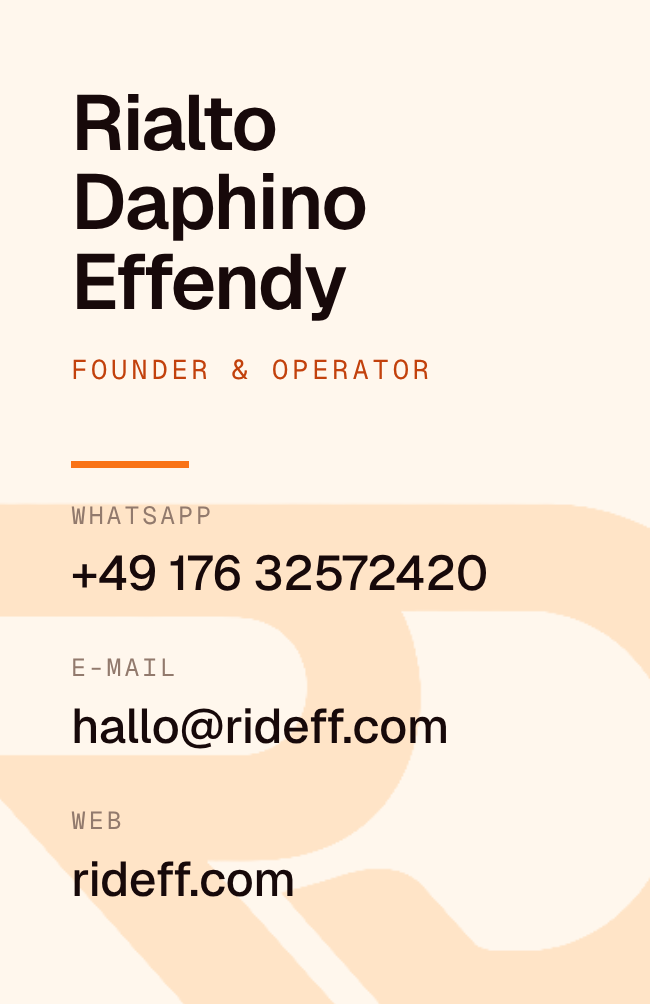 Rialto
Daphino
Effendy
FOUNDER & OPERATOR
WHATSAPP
+49 176 32572420
E-MAIL
hallo@rideff.com
WEB
rideff.com